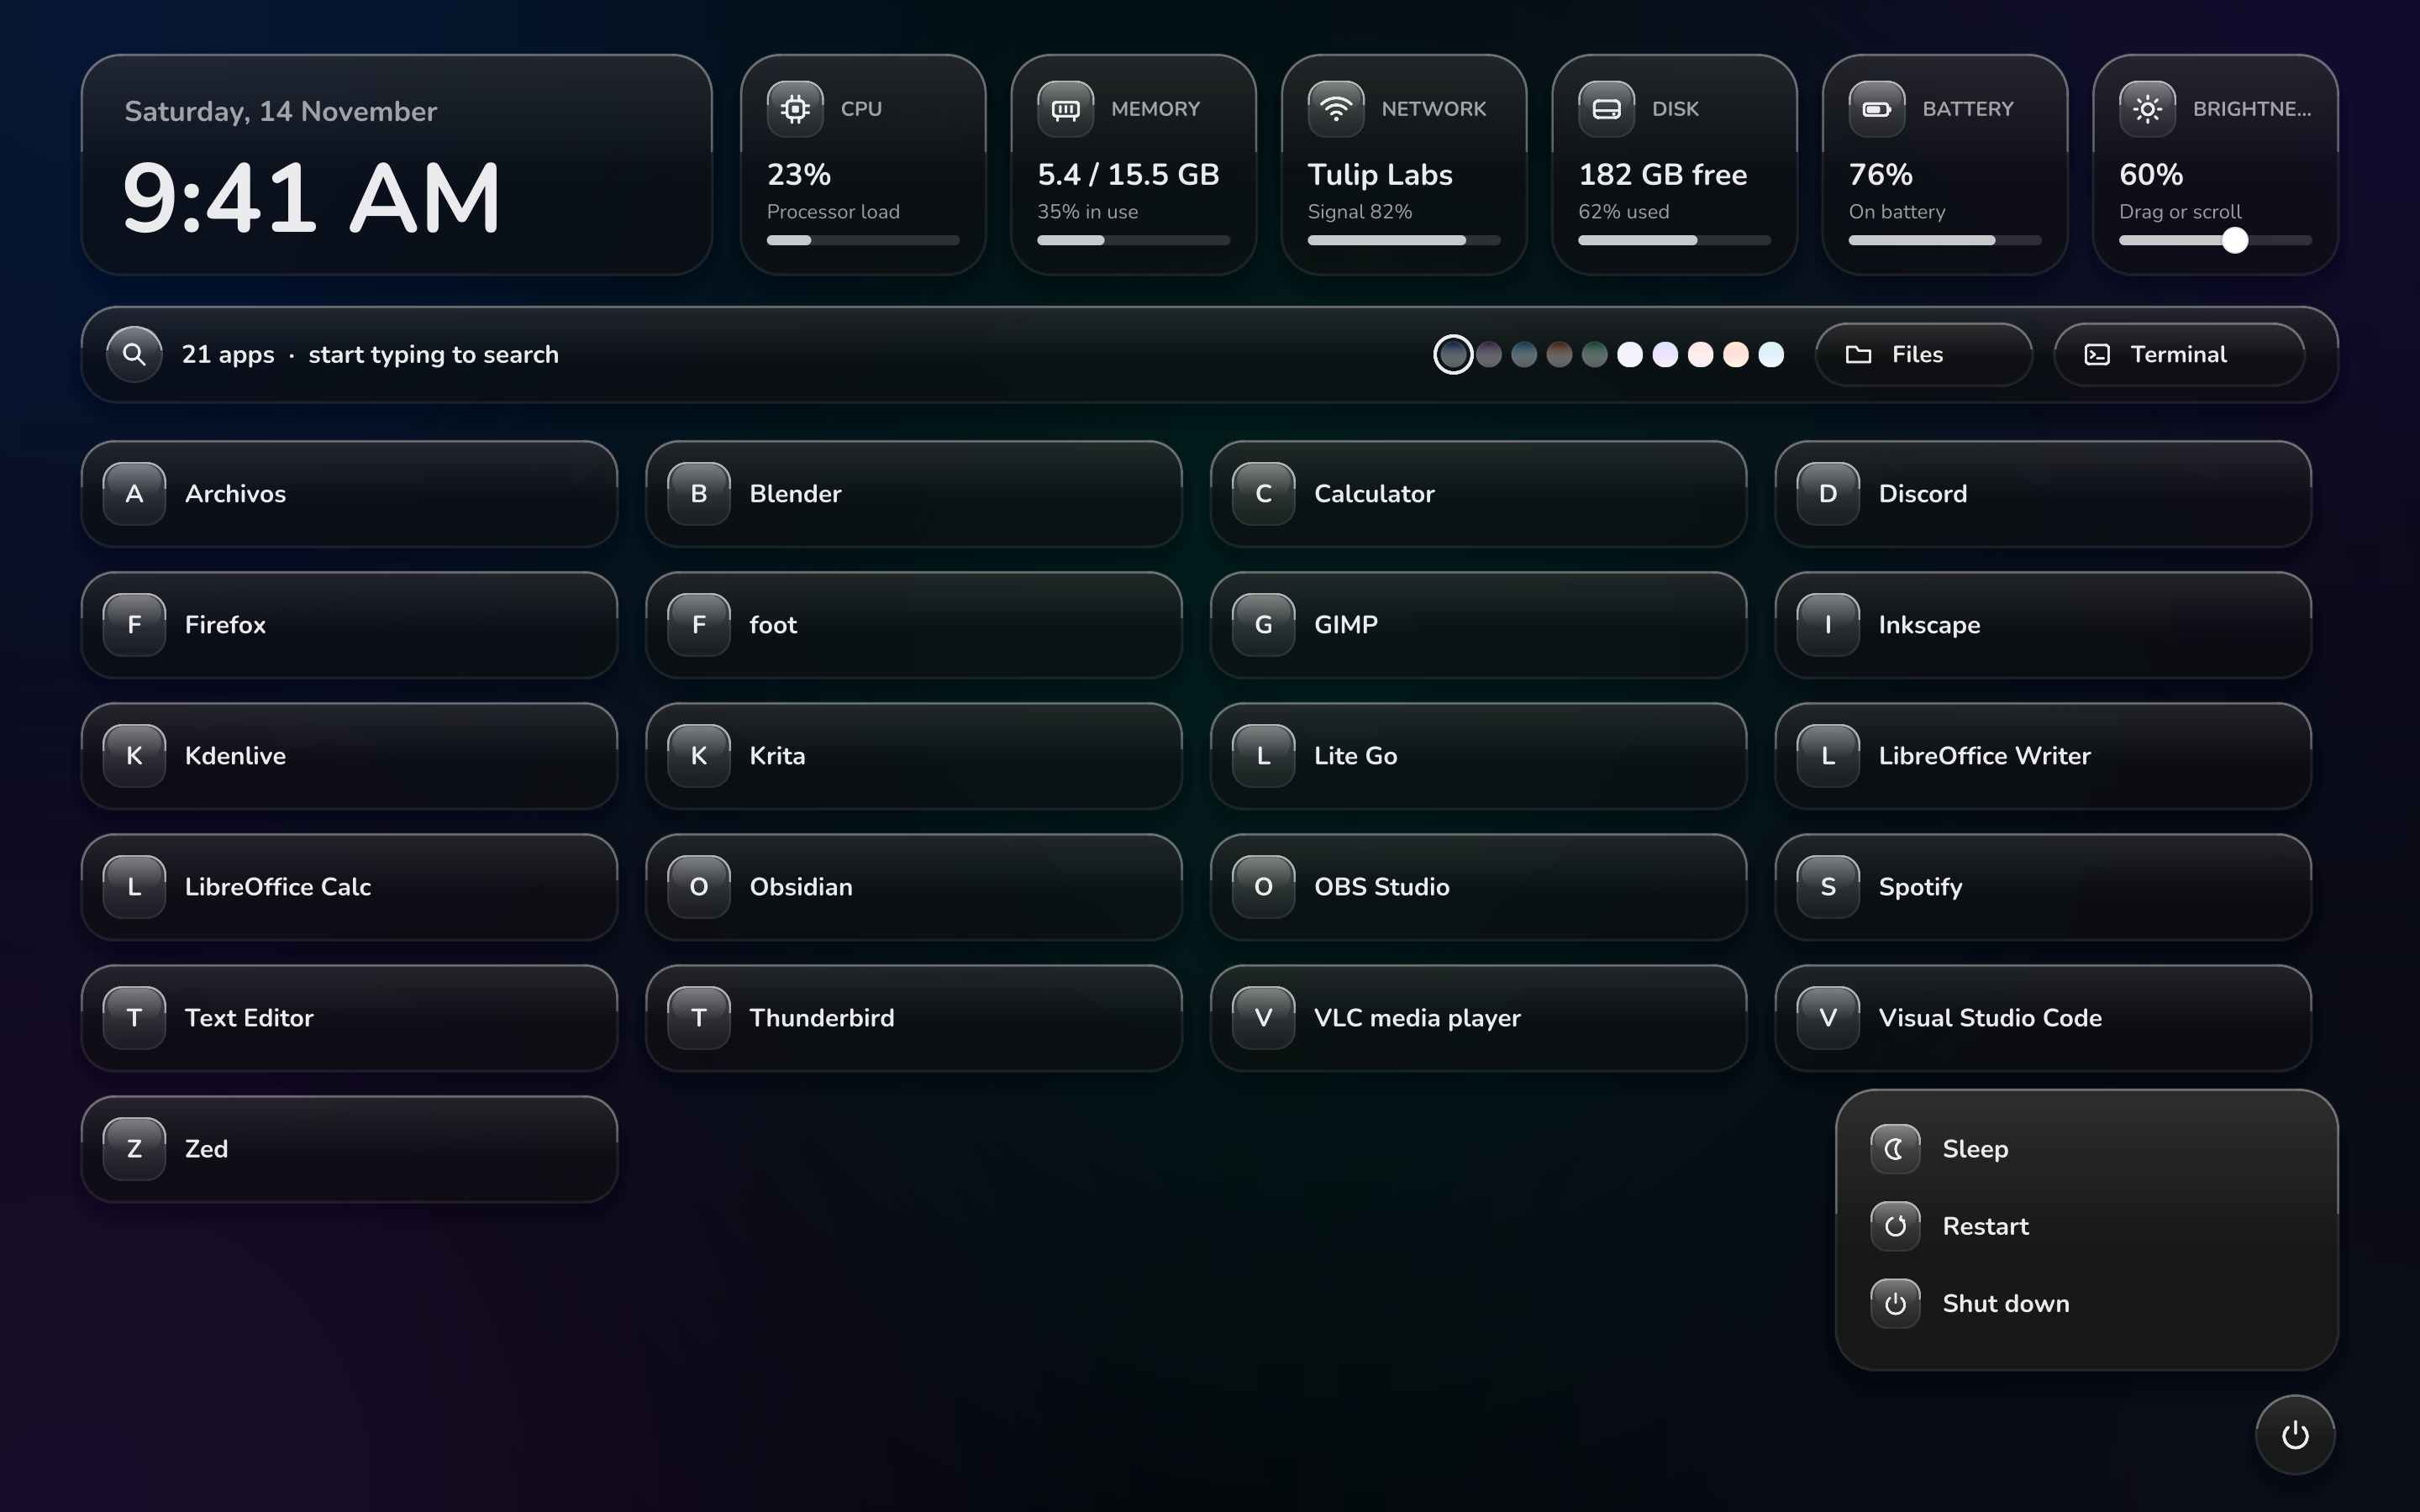 Saturday, 14 November
9:41 AM
CPU
23%
Processor load
MEMORY
5.4 / 15.5 GB
35% in use
NETWORK
Tulip Labs
Signal 82%
DISK
182 GB free
62% used
BATTERY
76%
On battery
BRIGHTNE...
60%
Drag or scroll
21 apps · start typing to search
Files
Terminal
A Archivos
B Blender
C Calculator
D Discord
F Firefox
F foot
G GIMP
I Inkscape
K Kdenlive
K Krita
L Lite Go
L LibreOffice Writer
L LibreOffice Calc
O Obsidian
O OBS Studio
S Spotify
T Text Editor
T Thunderbird
V VLC media player
V Visual Studio Code
Z Zed
Sleep
Restart
Shut down